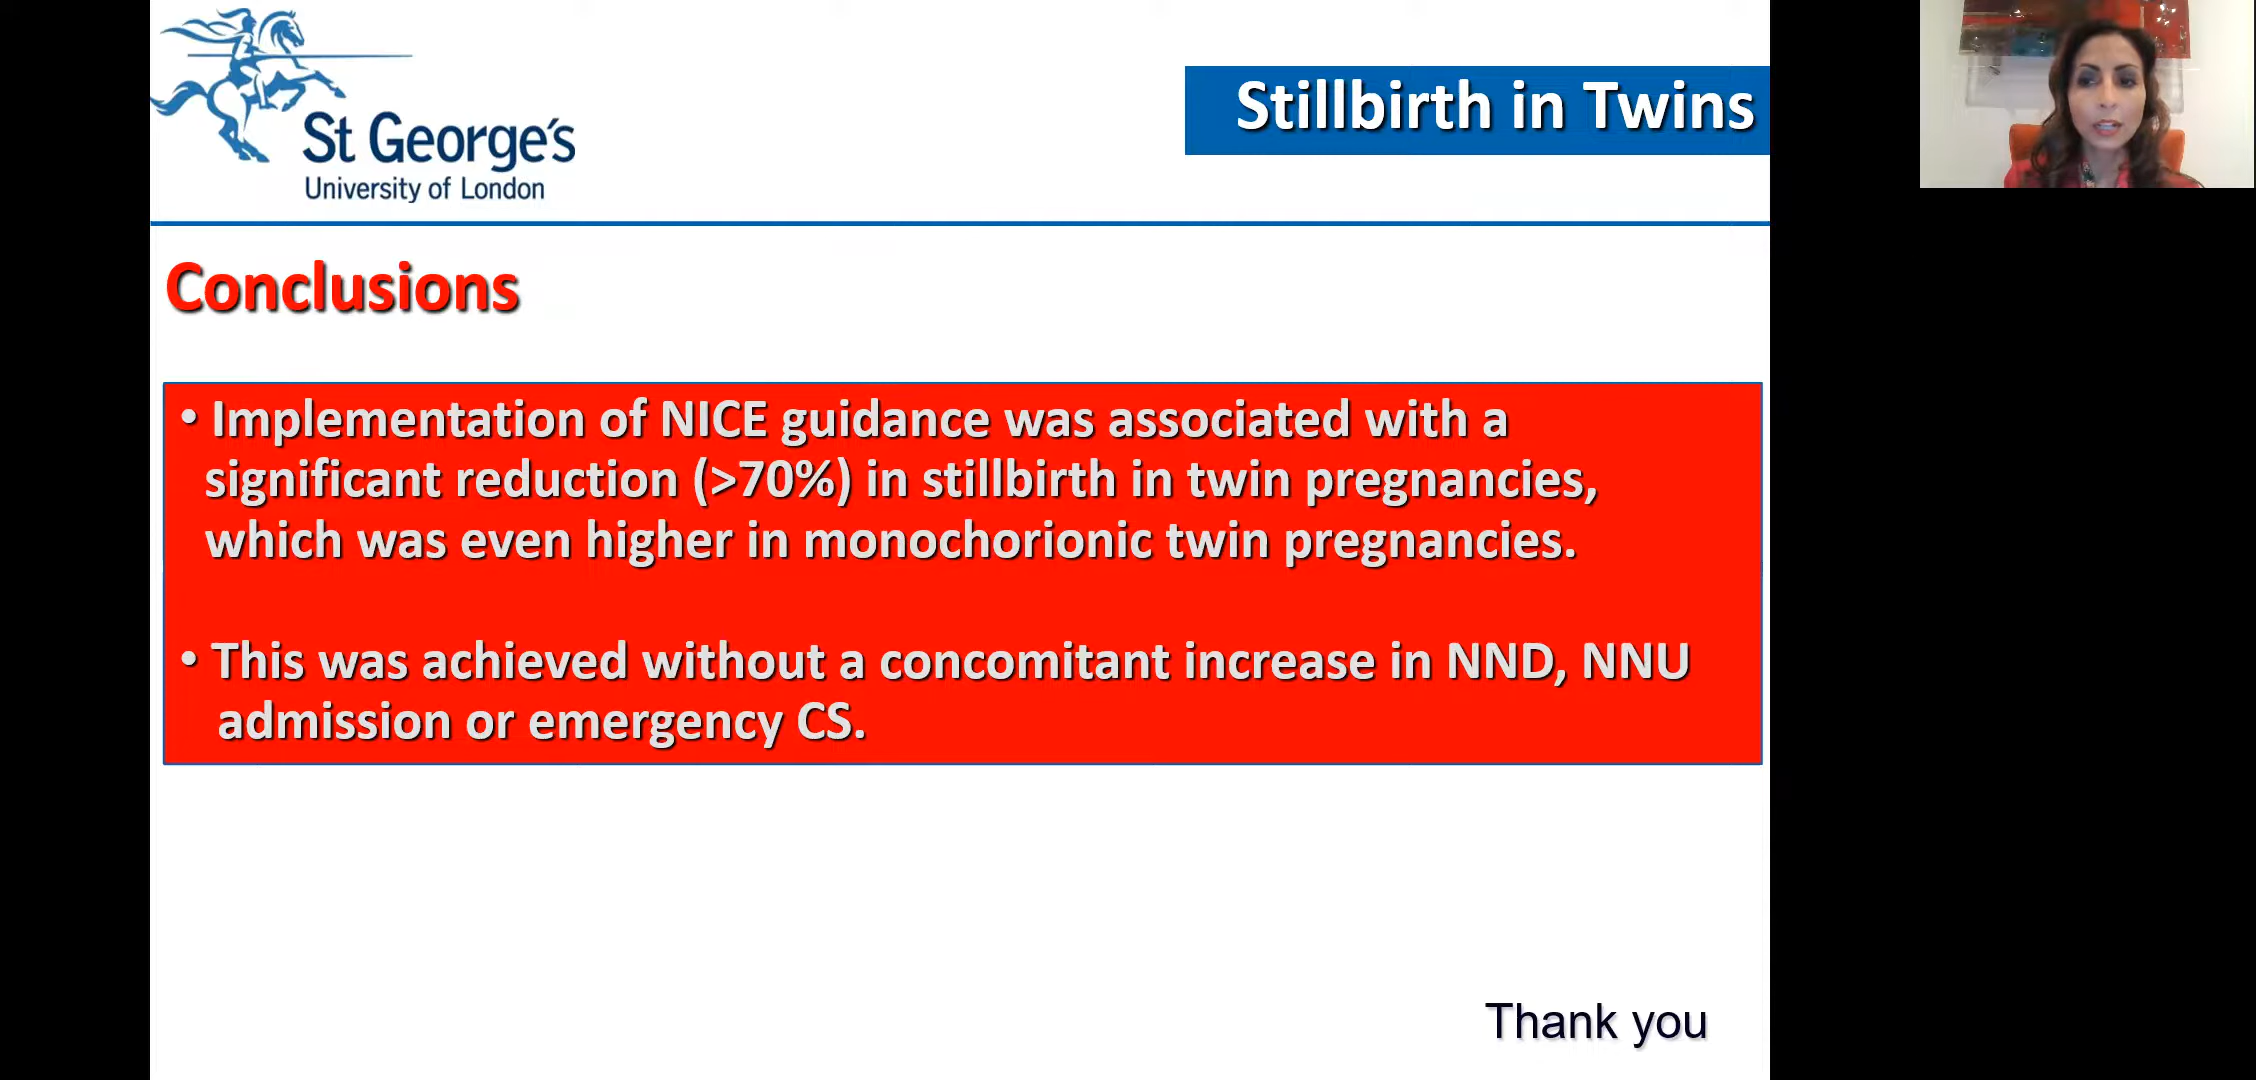 St George's
University of London
Stillbirth in Twins
Conclusions
• Implementation of NICE guidance was associated with a
significant reduction (>70%) in stillbirth in twin pregnancies,
which was even higher in monochorionic twin pregnancies.
• This was achieved without a concomitant increase in NND, NNU
admission or emergency CS.
Thank you